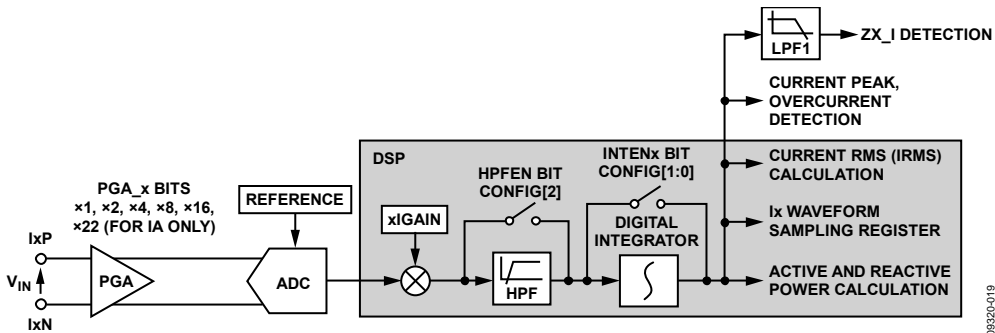 LPF1
ZX_I DETECTION
CURRENT PEAK,
OVERCURRENT
DETECTION
DSP
PGA_x BITS
×1, ×2, ×4, ×8, ×16,
×22 (FOR IA ONLY)
REFERENCE
HPFEN BIT
CONFIG[2]
INTENx BIT
CONFIG[1:0]
CURRENT RMS (IRMS)
CALCULATION
xIGAIN
DIGITAL
INTEGRATOR
Ix WAVEFORM
SAMPLING REGISTER
IxP
VIN
PGA
ADC
HPF
ACTIVE AND REACTIVE
POWER CALCULATION
IxN
09320-019